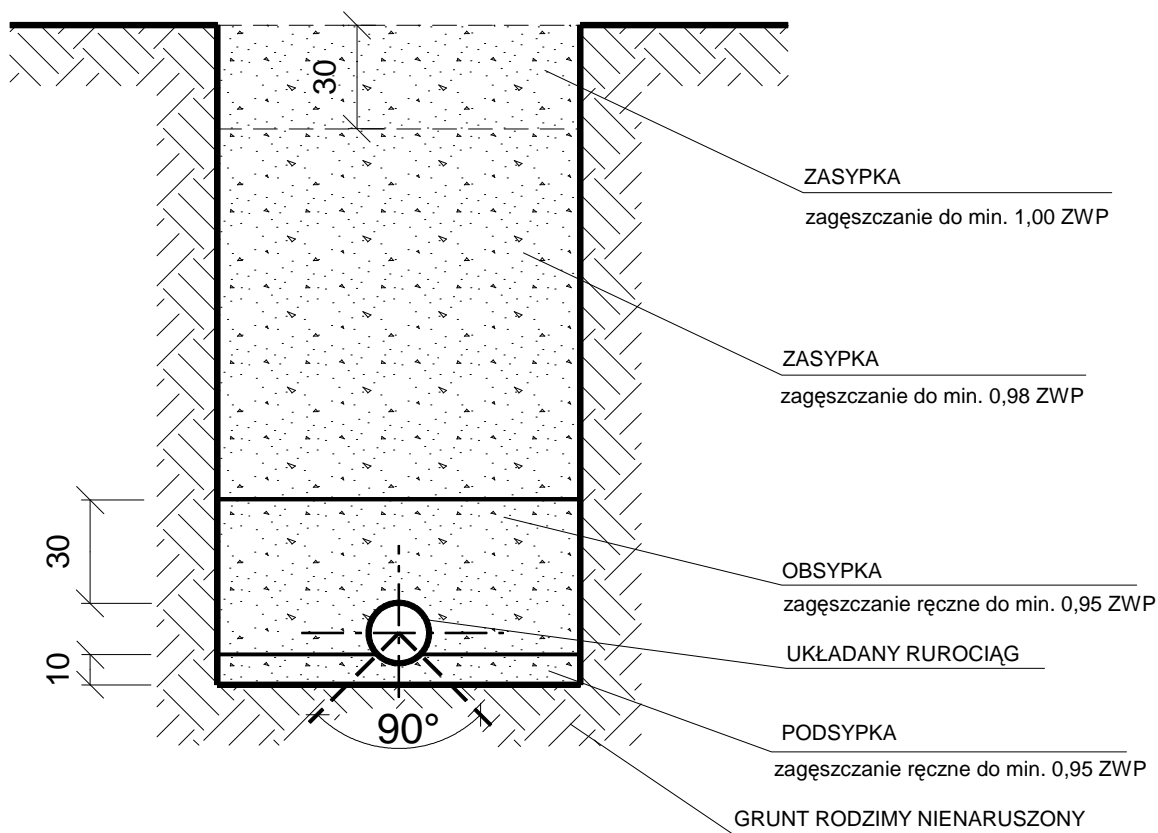 30
ZASYPKA
zagęszczanie do min. 1,00 ZWP
ZASYPKA
zagęszczanie do min. 0,98 ZWP
30
OBSYPKA
zagęszczanie ręczne do min. 0,95 ZWP
UKŁADANY RUROCIĄG
10
90°
PODSYPKA
zagęszczanie ręczne do min. 0,95 ZWP
GRUNT RODZIMY NIENARUSZONY